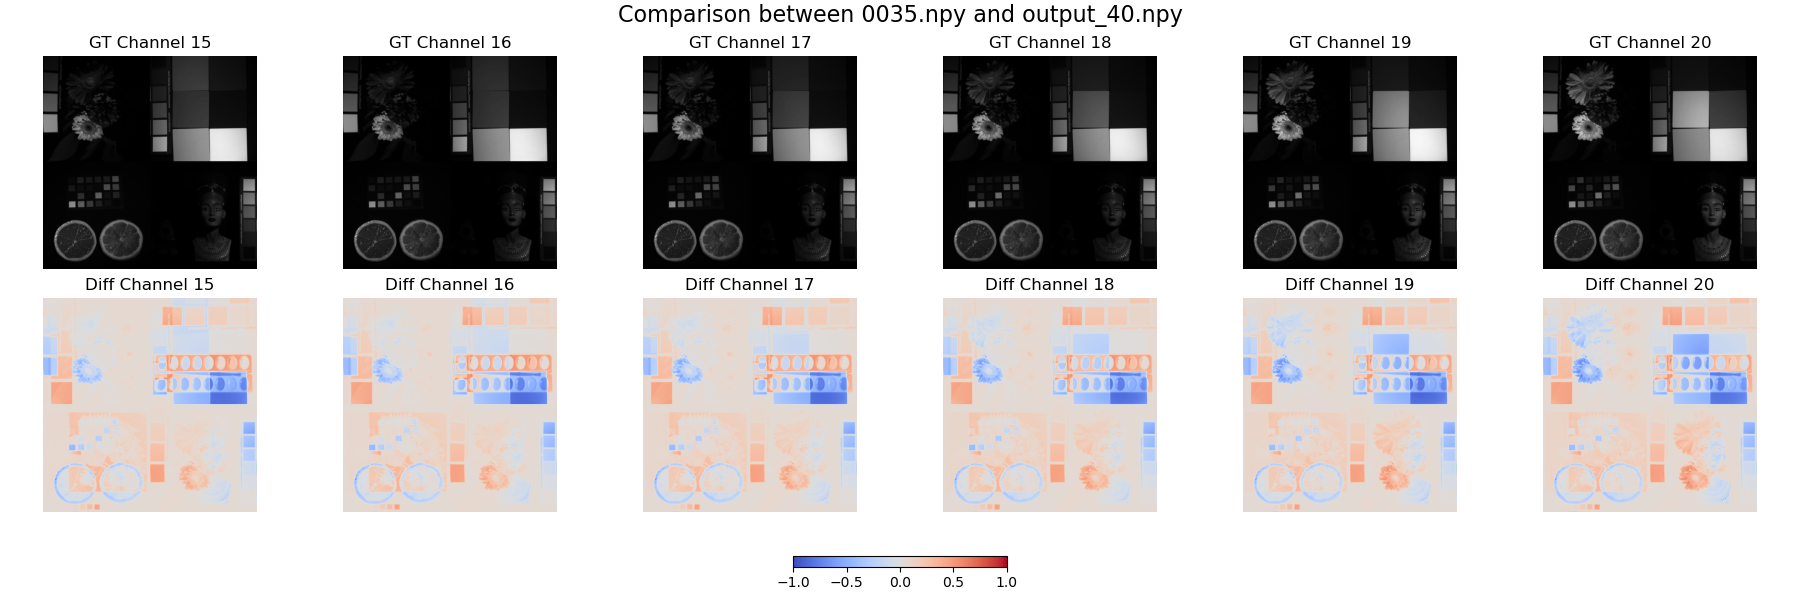 Comparison between 0035.npy and output_40.npy
GT Channel 15
GT Channel 16
GT Channel 17
GT Channel 18
GT Channel 19
GT Channel 20
Diff Channel 15
Diff Channel 16
Diff Channel 17
Diff Channel 18
Diff Channel 19
Diff Channel 20
−1.0 −0.5 0.0 0.5 1.0